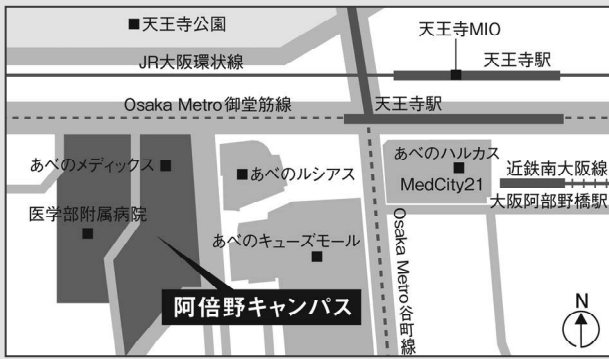 ■天王寺公園
天王寺MIO
JR大阪環状線
天王寺駅
Osaka Metro御堂筋線
天王寺駅
あべのメディックス■
■あべのルシアス
あべのハルカス
MedCity21
近鉄南大阪線
大阪阿部野橋駅
医学部附属病院
あべのキューズモール
Osaka Metro谷町線
阿倍野キャンパス
N